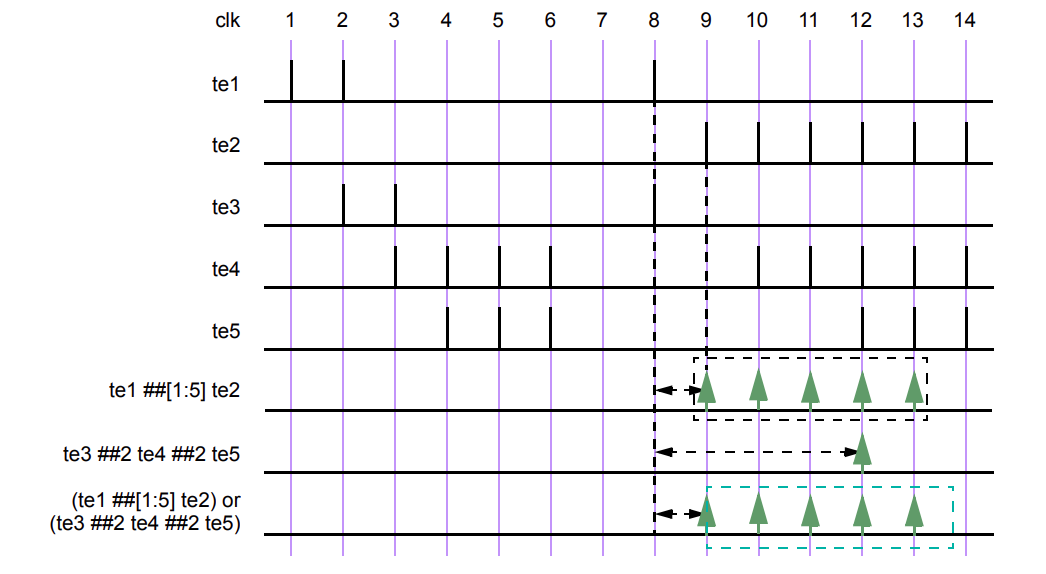 clk 1 2 3 4 5 6 7 8 9 10 11 12 13 14
te1
te2
te3
te4
te5
te1 ##[1:5] te2
te3 ##2 te4 ##2 te5
(te1 ##[1:5] te2) or
(te3 ##2 te4 ##2 te5)